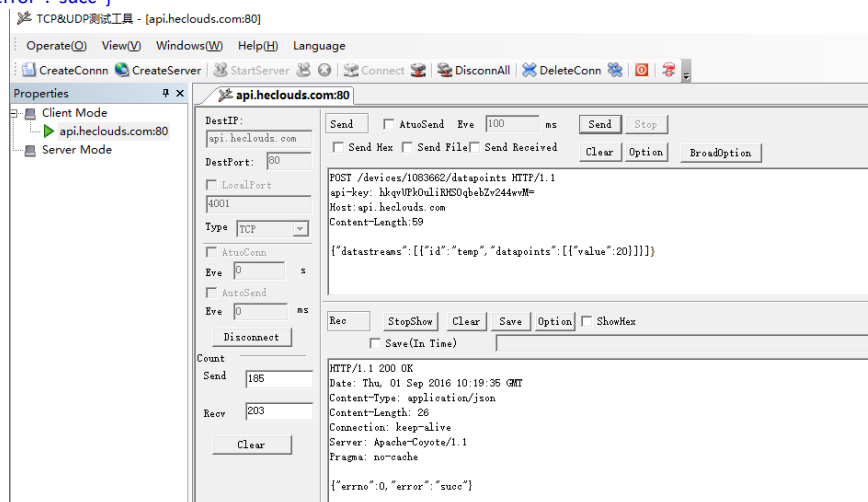 error":"succ"}
TCP&UDP测试工具 - [api.heclouds.com:80]
Operate(O) View(V) Windows(W) Help(H) Language
CreateConnn CreateServer StartServer Connect DisconnAll DeleteConn
Properties
api.heclouds.com:80
Client Mode
api.heclouds.com:80
Server Mode
DestIP:
api.heclouds.com
DestPort: 80
LocalPort
4001
Type TCP
AtuoConn
Eve 0 s
AutoSend
Eve 0 ms
Disconnect
Count
Send 185
Recv 203
Clear
Send AtuoSend Eve 100 ms Send Stop
Send Hex Send File Send Received Clear Option BroadOption
POST /devices/1083662/datapoints HTTP/1.1
api-key: hkqvUPkOuliRHSOqbebZv244wvM=
Host:api.heclouds.com
Content-Length:59
{"datastreams":[{"id":"temp","datapoints":[{"value":20}]}]}
Rec StopShow Clear Save Option ShowHex
Save(In Time)
HTTP/1.1 200 OK
Date: Thu, 01 Sep 2016 10:19:35 GMT
Content-Type: application/json
Content-Length: 26
Connection: keep-alive
Server: Apache-Coyote/1.1
Pragma: no-cache
{"errno":0,"error":"succ"}